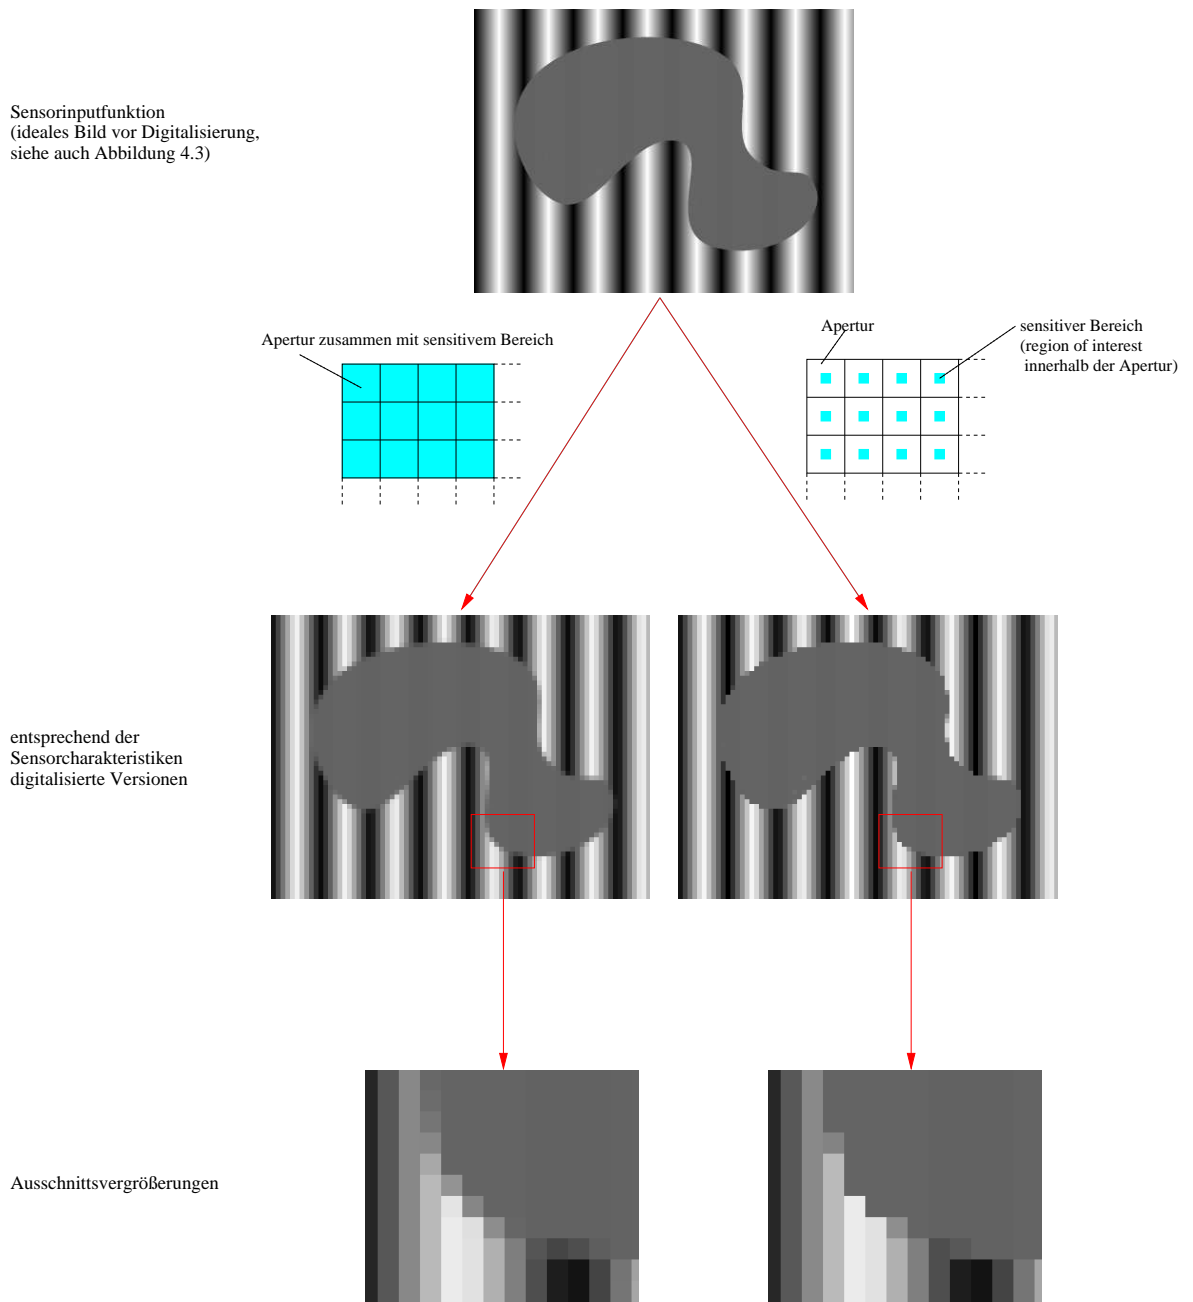 Sensorinputfunktion
(ideales Bild vor Digitalisierung,
siehe auch Abbildung 4.3)
Apertur zusammen mit sensitivem Bereich
Apertur
sensitiver Bereich
(region of interest
innerhalb der Apertur)
entsprechend der
Sensorcharakteristiken
digitalisierte Versionen
Ausschnittsvergrößerungen